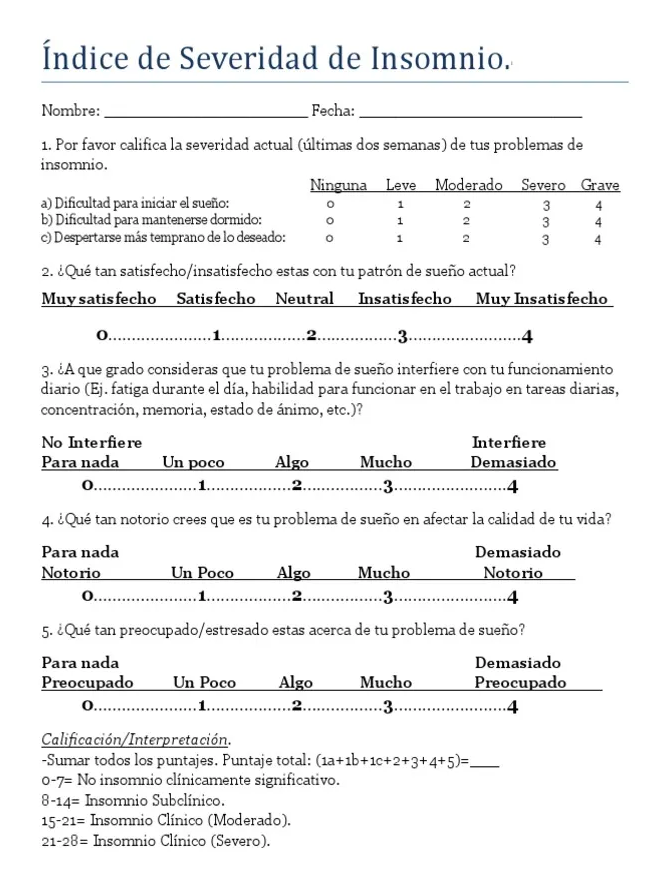 Índice de Severidad de Insomnio.
Nombre: __________________________ Fecha: ____________________________
1. Por favor califica la severidad actual (últimas dos semanas) de tus problemas de
insomnio.
Ninguna Leve Moderado Severo Grave
a) Dificultad para iniciar el sueño: 0 1 2 3 4
b) Dificultad para mantenerse dormido: 0 1 2 3 4
c) Despertarse más temprano de lo deseado: 0 1 2 3 4
2. ¿Qué tan satisfecho/insatisfecho estas con tu patrón de sueño actual?
Muy satisfecho Satisfecho Neutral Insatisfecho Muy Insatisfecho
0......................1..................2.................3........................4
3. ¿A que grado consideras que tu problema de sueño interfiere con tu funcionamiento
diario (Ej. fatiga durante el día, habilidad para funcionar en el trabajo en tareas diarias,
concentración, memoria, estado de ánimo, etc.)?
No Interfiere Interfiere
Para nada Un poco Algo Mucho Demasiado
0......................1..................2.................3........................4
4. ¿Qué tan notorio crees que es tu problema de sueño en afectar la calidad de tu vida?
Para nada Demasiado
Notorio Un Poco Algo Mucho Notorio
0......................1..................2.................3........................4
5. ¿Qué tan preocupado/estresado estas acerca de tu problema de sueño?
Para nada Demasiado
Preocupado Un Poco Algo Mucho Preocupado
0......................1..................2.................3........................4
Calificación/Interpretación.
-Sumar todos los puntajes. Puntaje total: (1a+1b+1c+2+3+4+5)=____
0-7= No insomnio clínicamente significativo.
8-14= Insomnio Subclínico.
15-21= Insomnio Clínico (Moderado).
21-28= Insomnio Clínico (Severo).